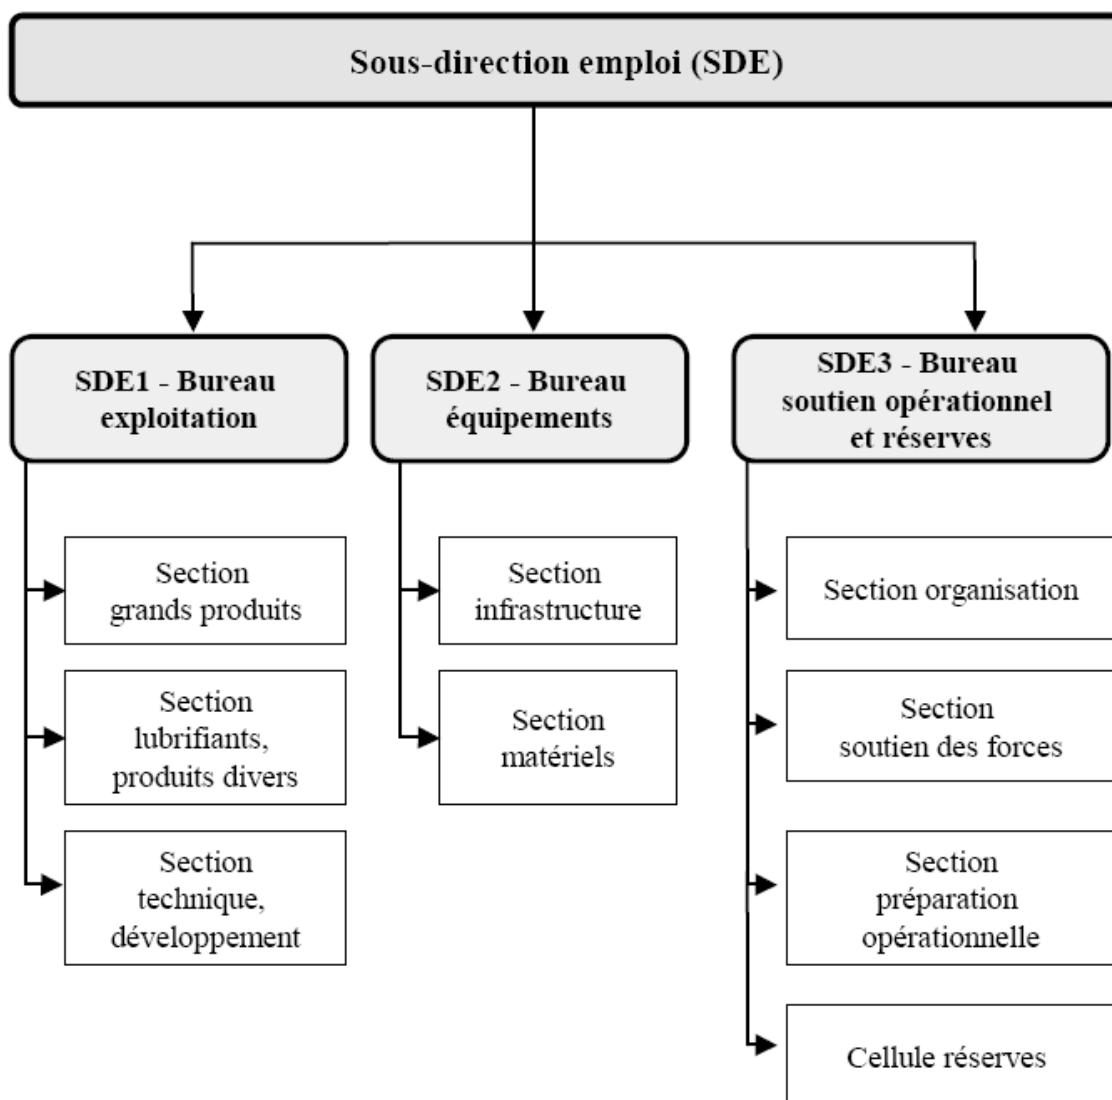 Sous-direction emploi (SDE)
SDE1 - Bureau
exploitation
Section
grands produits
Section
lubrifiants,
produits divers
Section
technique,
développement
SDE2 - Bureau
équipements
Section
infrastructure
Section
matériels
SDE3 - Bureau
soutien opérationnel
et réserves
Section organisation
Section
soutien des forces
Section
préparation
opérationnelle
Cellule réserves